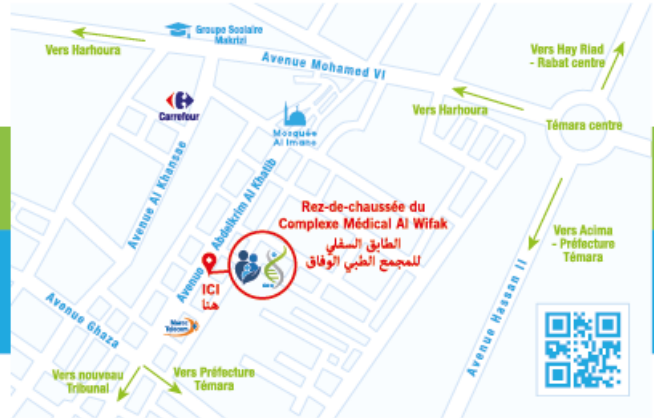 Groupe Scolaire
Makrizi
Vers Harhoura
Avenue Mohamed VI
Vers Hay Riad
- Rabat centre
Carrefour
Vers Harhoura
Témara centre
Mosquée
Al Imane
Avenue Al Khansae
Avenue Abdelkrim Al Khatib
Rez-de-chaussée du
Complexe Médical Al Wifak
الطابق السفلي
للمجمع الطبي الوفاق
Vers Acima
- Préfecture
Témara
ICI
هنا
Avenue Hassan II
Maroc
Telecom
Avenue Ghaza
Vers nouveau
Tribunal
Vers Préfecture
Témara